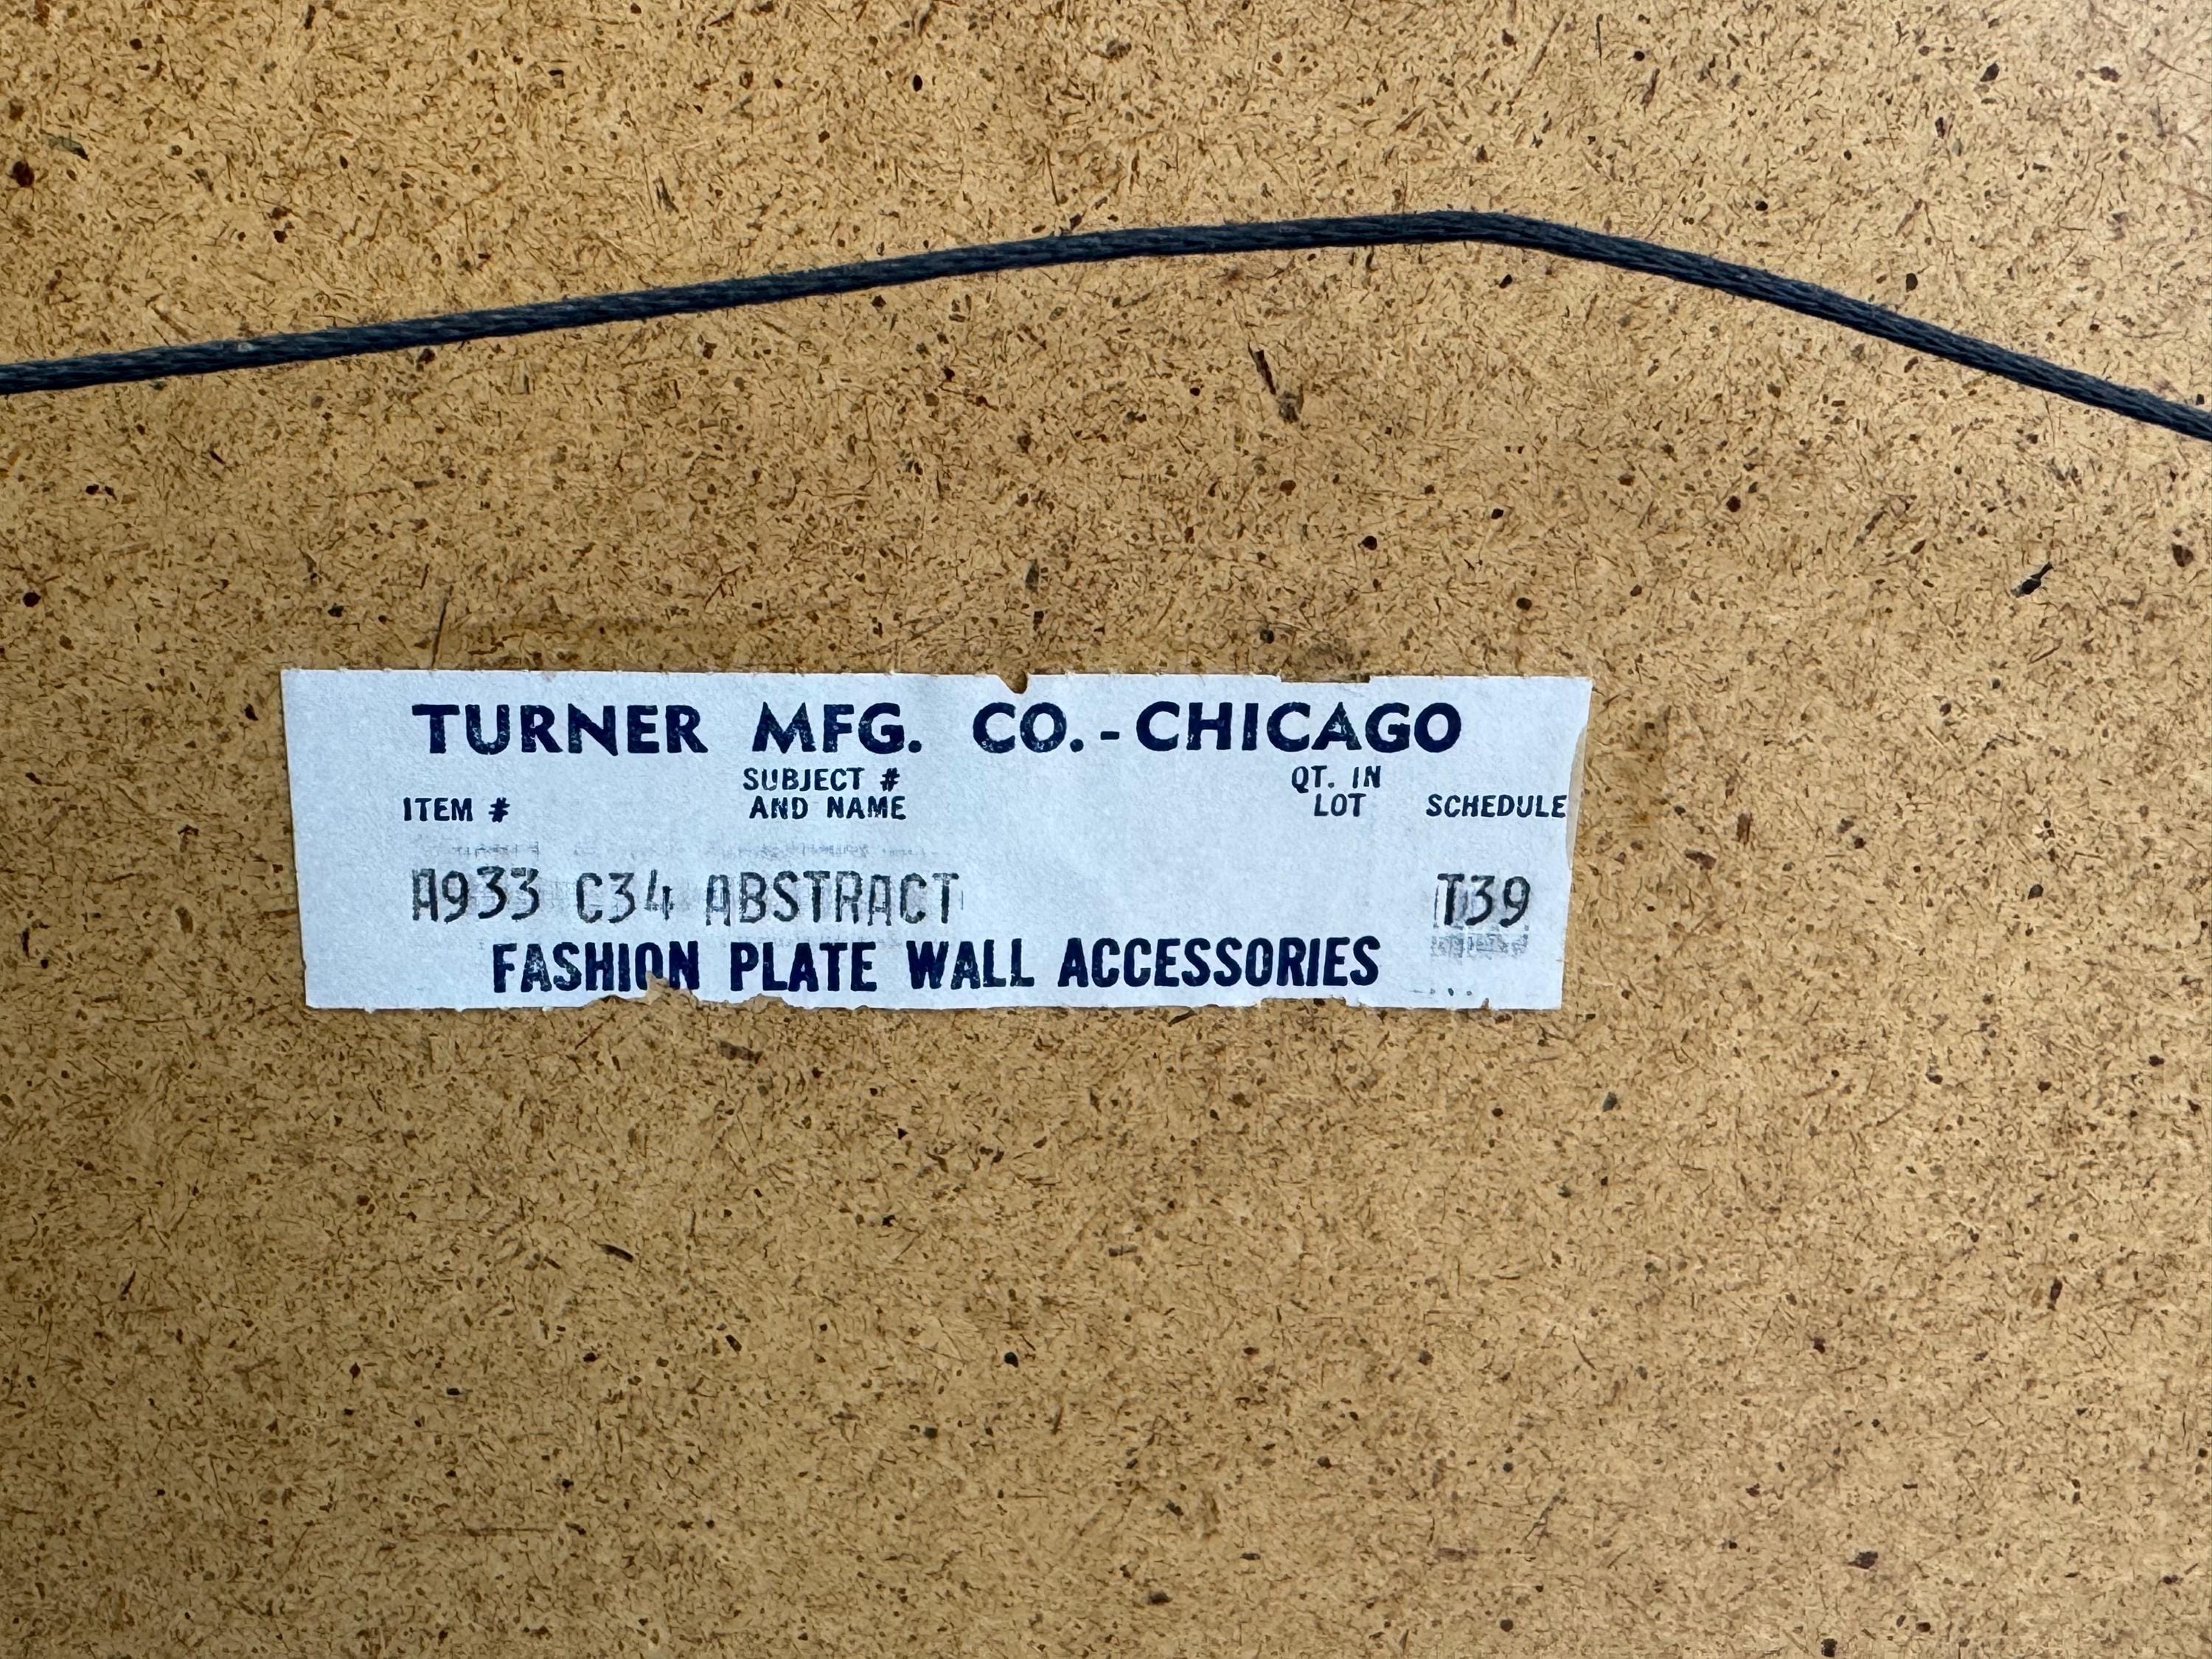 TURNER MFG. CO.-CHICAGO
ITEM # SUBJECT # AND NAME QT. IN LOT SCHEDULE
A933 C34 ABSTRACT T39
FASHION PLATE WALL ACCESSORIES